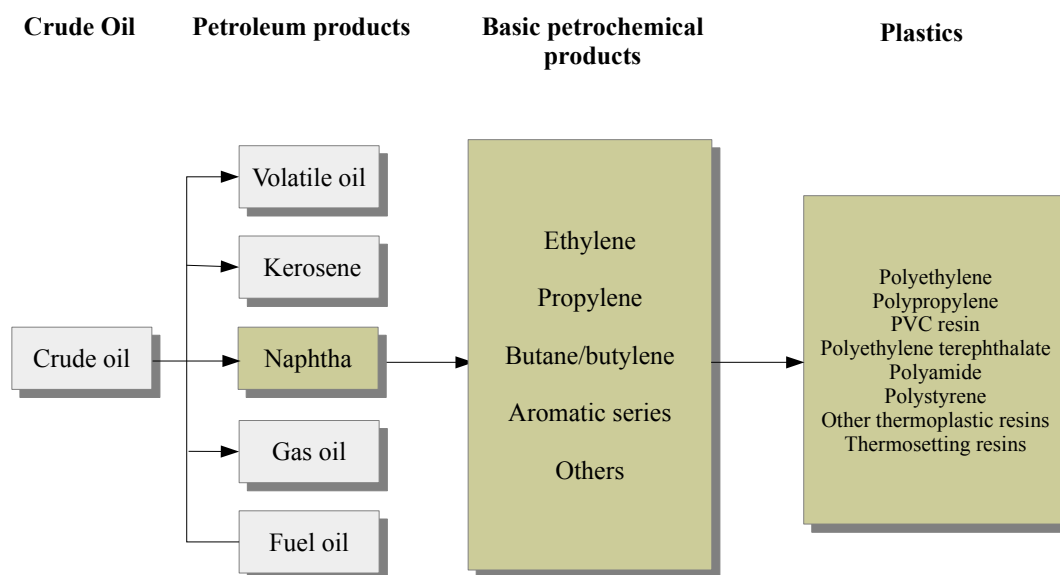 Crude Oil
Petroleum products
Basic petrochemical
products
Plastics
Crude oil
Volatile oil
Kerosene
Naphtha
Gas oil
Fuel oil
Ethylene
Propylene
Butane/butylene
Aromatic series
Others
Polyethylene
Polypropylene
PVC resin
Polyethylene terephthalate
Polyamide
Polystyrene
Other thermoplastic resins
Thermosetting resins